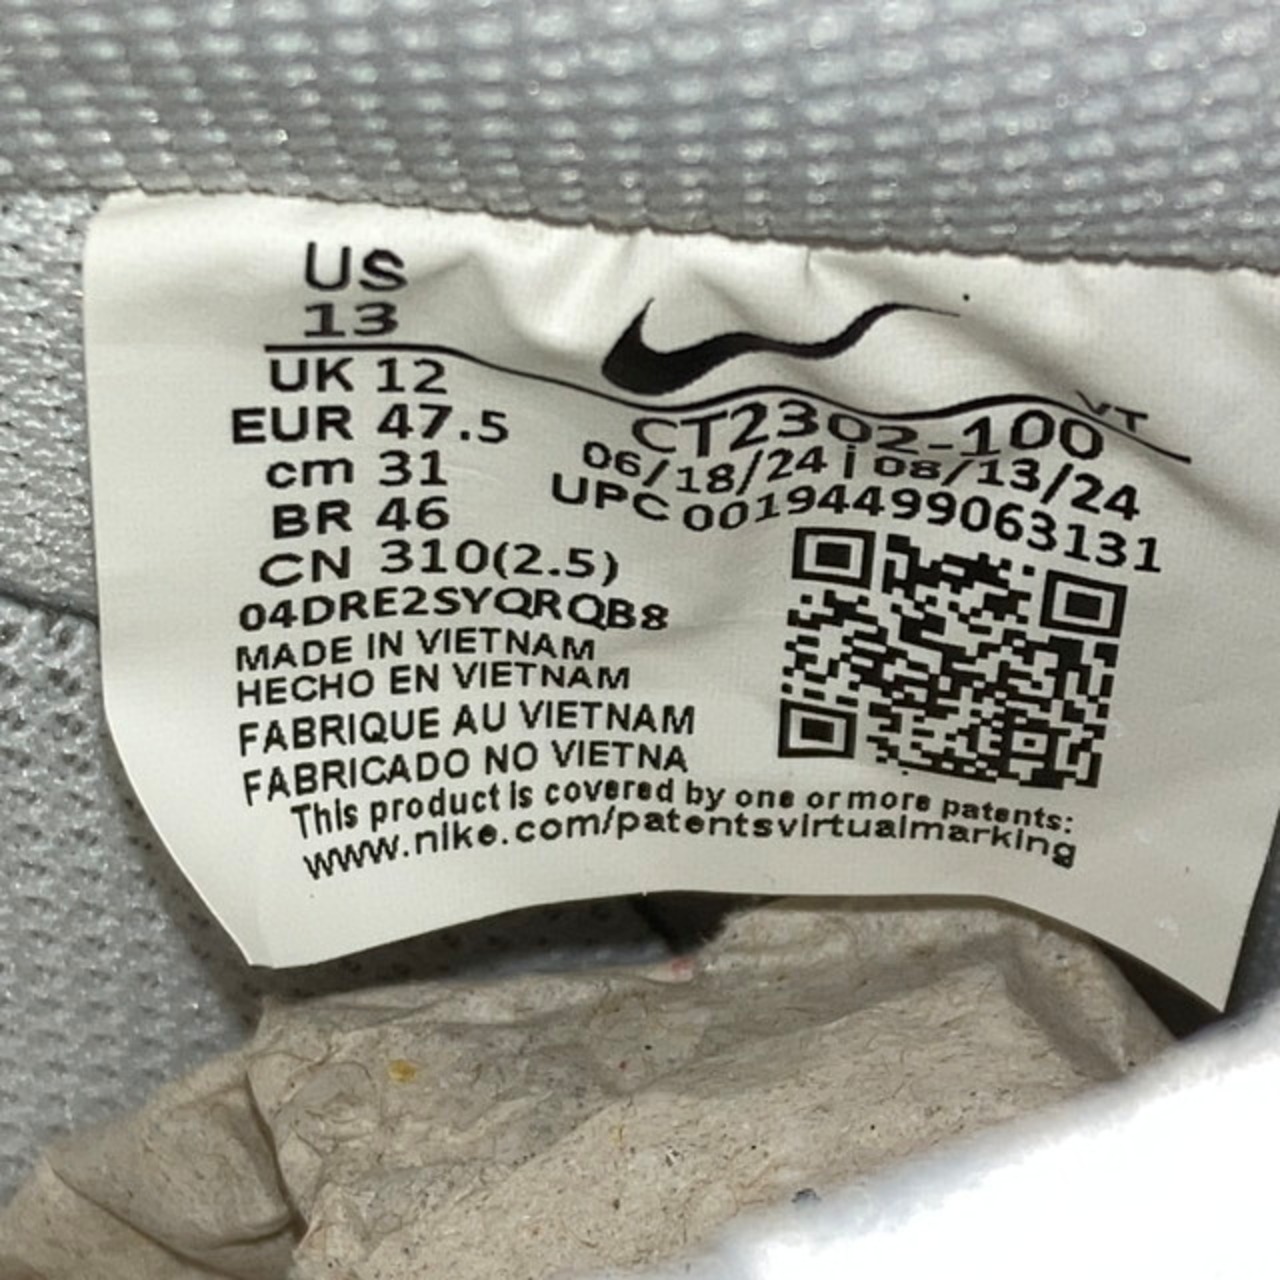 US
13
UK 12
EUR 47.5
cm 31
BR 46
CN 310(2.5)
04DRE2SYQRQB8
MADE IN VIETNAM
HECHO EN VIETNAM
FABRIQUE AU VIETNAM
FABRICADO NO VIETNA
VT
CT2302-100
06/18/24 | 08/13/24
UPC 00194499063131
This product is covered by one or more patents:
www.nike.com/patentsvirtualmarking